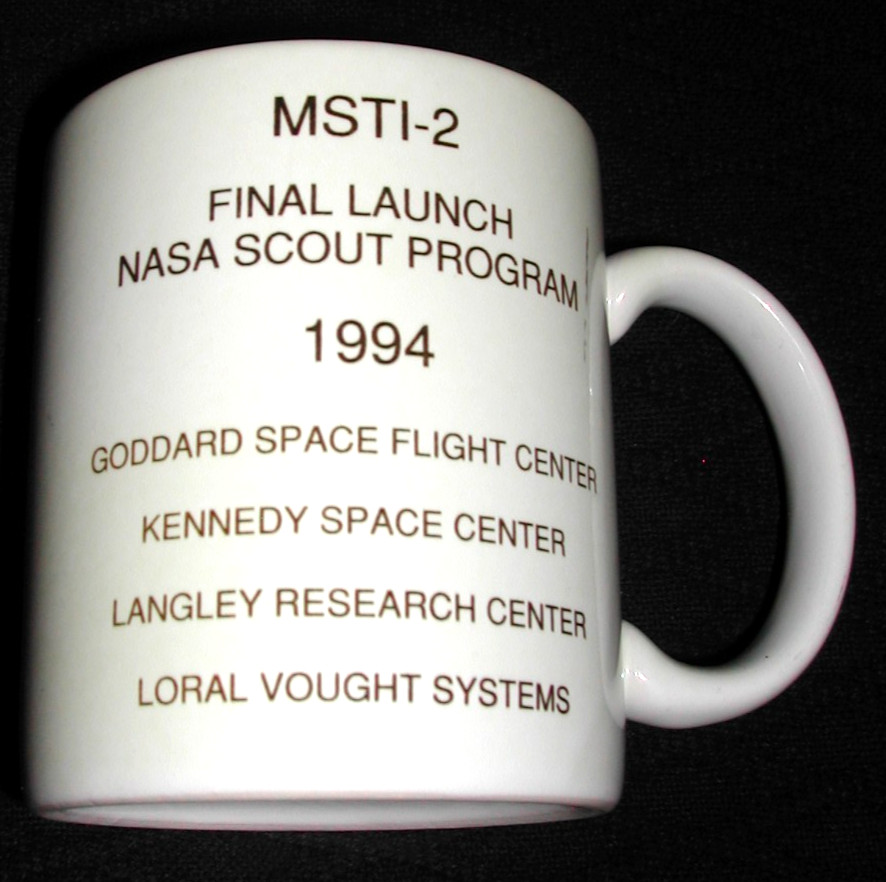 MSTI-2
FINAL LAUNCH
NASA SCOUT PROGRAM
1994
GODDARD SPACE FLIGHT CENTER
KENNEDY SPACE CENTER
LANGLEY RESEARCH CENTER
LORAL VOUGHT SYSTEMS